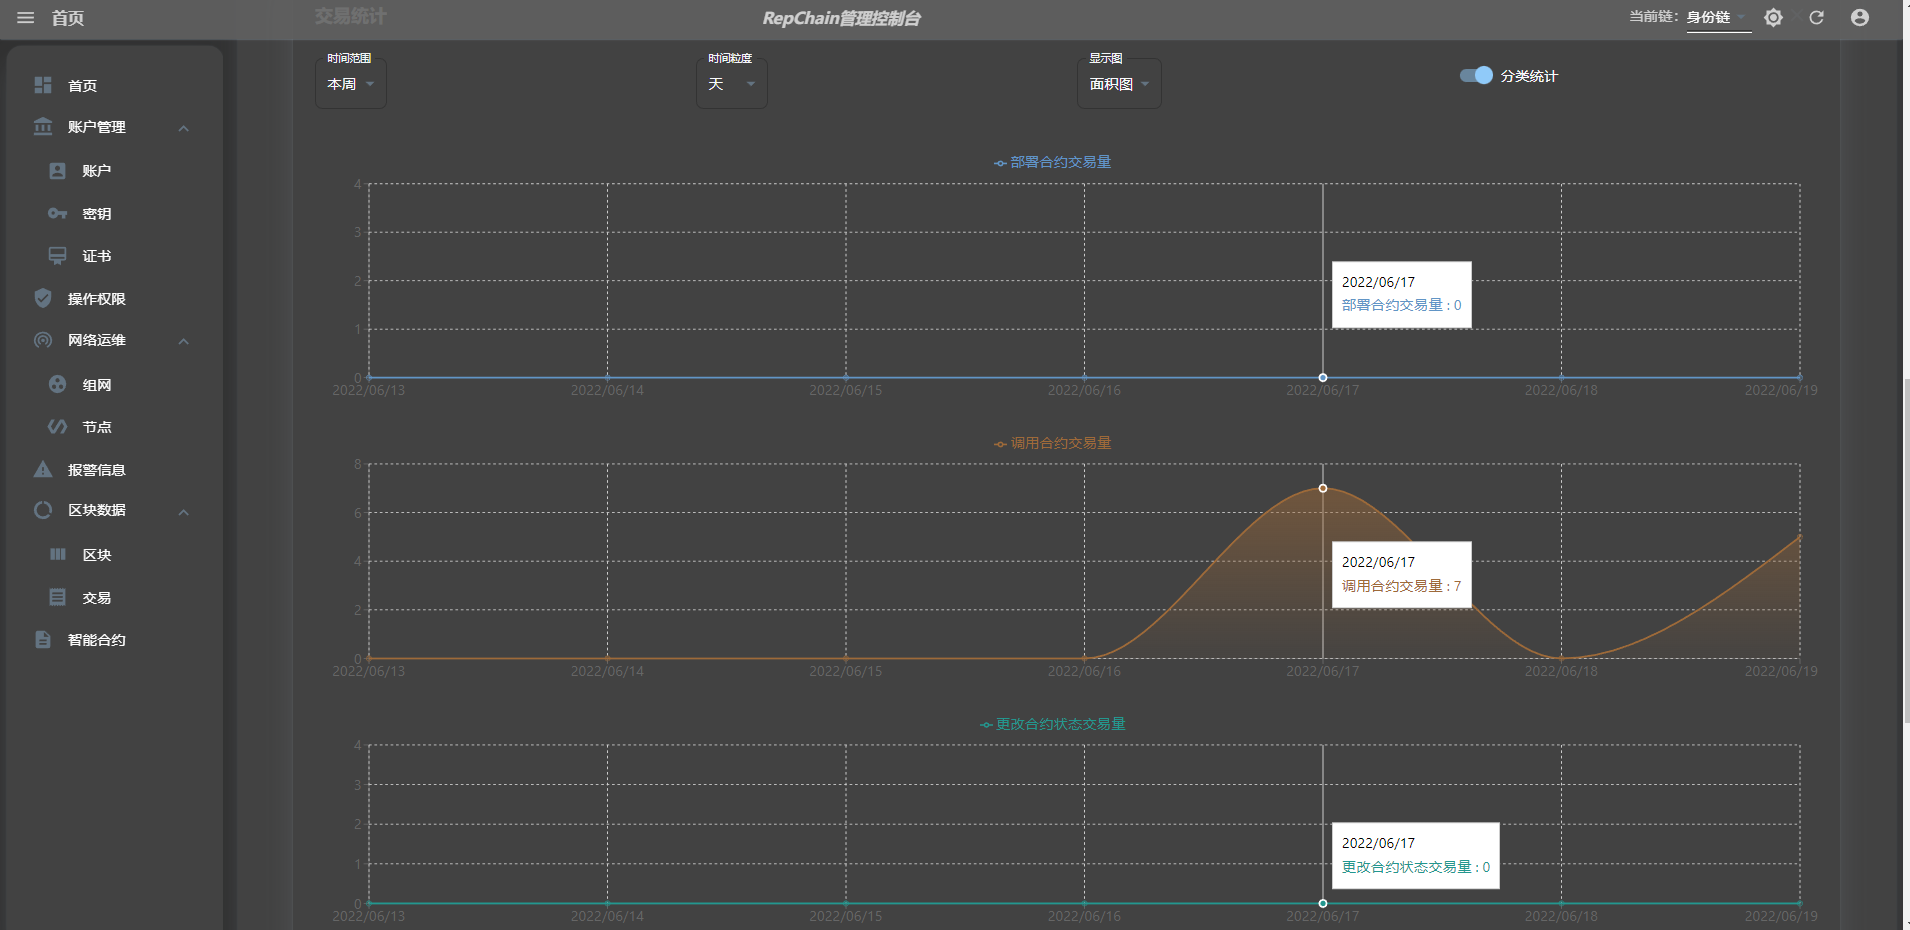 首页
交易统计
RepChain管理控制台
当前链：
身份链
首页
账户管理
账户
密钥
证书
操作权限
网络运维
组网
节点
报警信息
区块数据
区块
交易
智能合约
时间范围
本周
时间粒度
天
显示图
面积图
分类统计
部署合约交易量
4
3
2
1
0
2022/06/13
2022/06/14
2022/06/15
2022/06/16
2022/06/17
2022/06/18
2022/06/19
2022/06/17
部署合约交易量 : 0
调用合约交易量
8
6
4
2
0
2022/06/13
2022/06/14
2022/06/15
2022/06/16
2022/06/17
2022/06/18
2022/06/19
2022/06/17
调用合约交易量 : 7
更改合约状态交易量
4
3
2
1
0
2022/06/13
2022/06/14
2022/06/15
2022/06/16
2022/06/17
2022/06/18
2022/06/19
2022/06/17
更改合约状态交易量 : 0